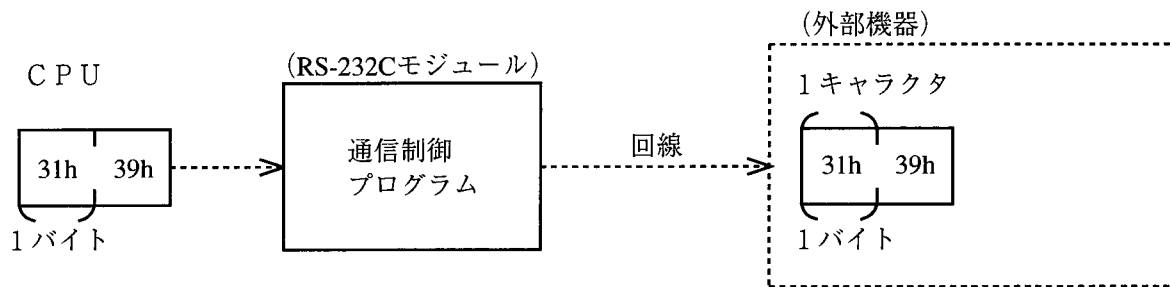 (外部機器)
CPU
(RS-232Cモジュール)
1キャラクタ
31h 39h
通信制御
プログラム
回線
31h 39h
1バイト
1バイト